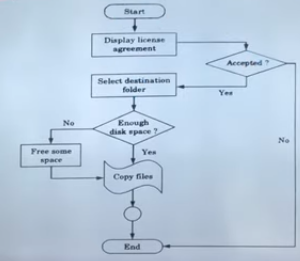 Start
Display license
agreement
Accepted ?
Select destination
folder
Yes
No
Enough
disk space ?
No
Yes
Free some
space
Copy files
End